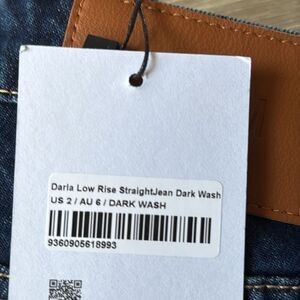 Darla Low Rise StraightJean Dark Wash
US 2 / AU 6 / DARK WASH
9360905618993